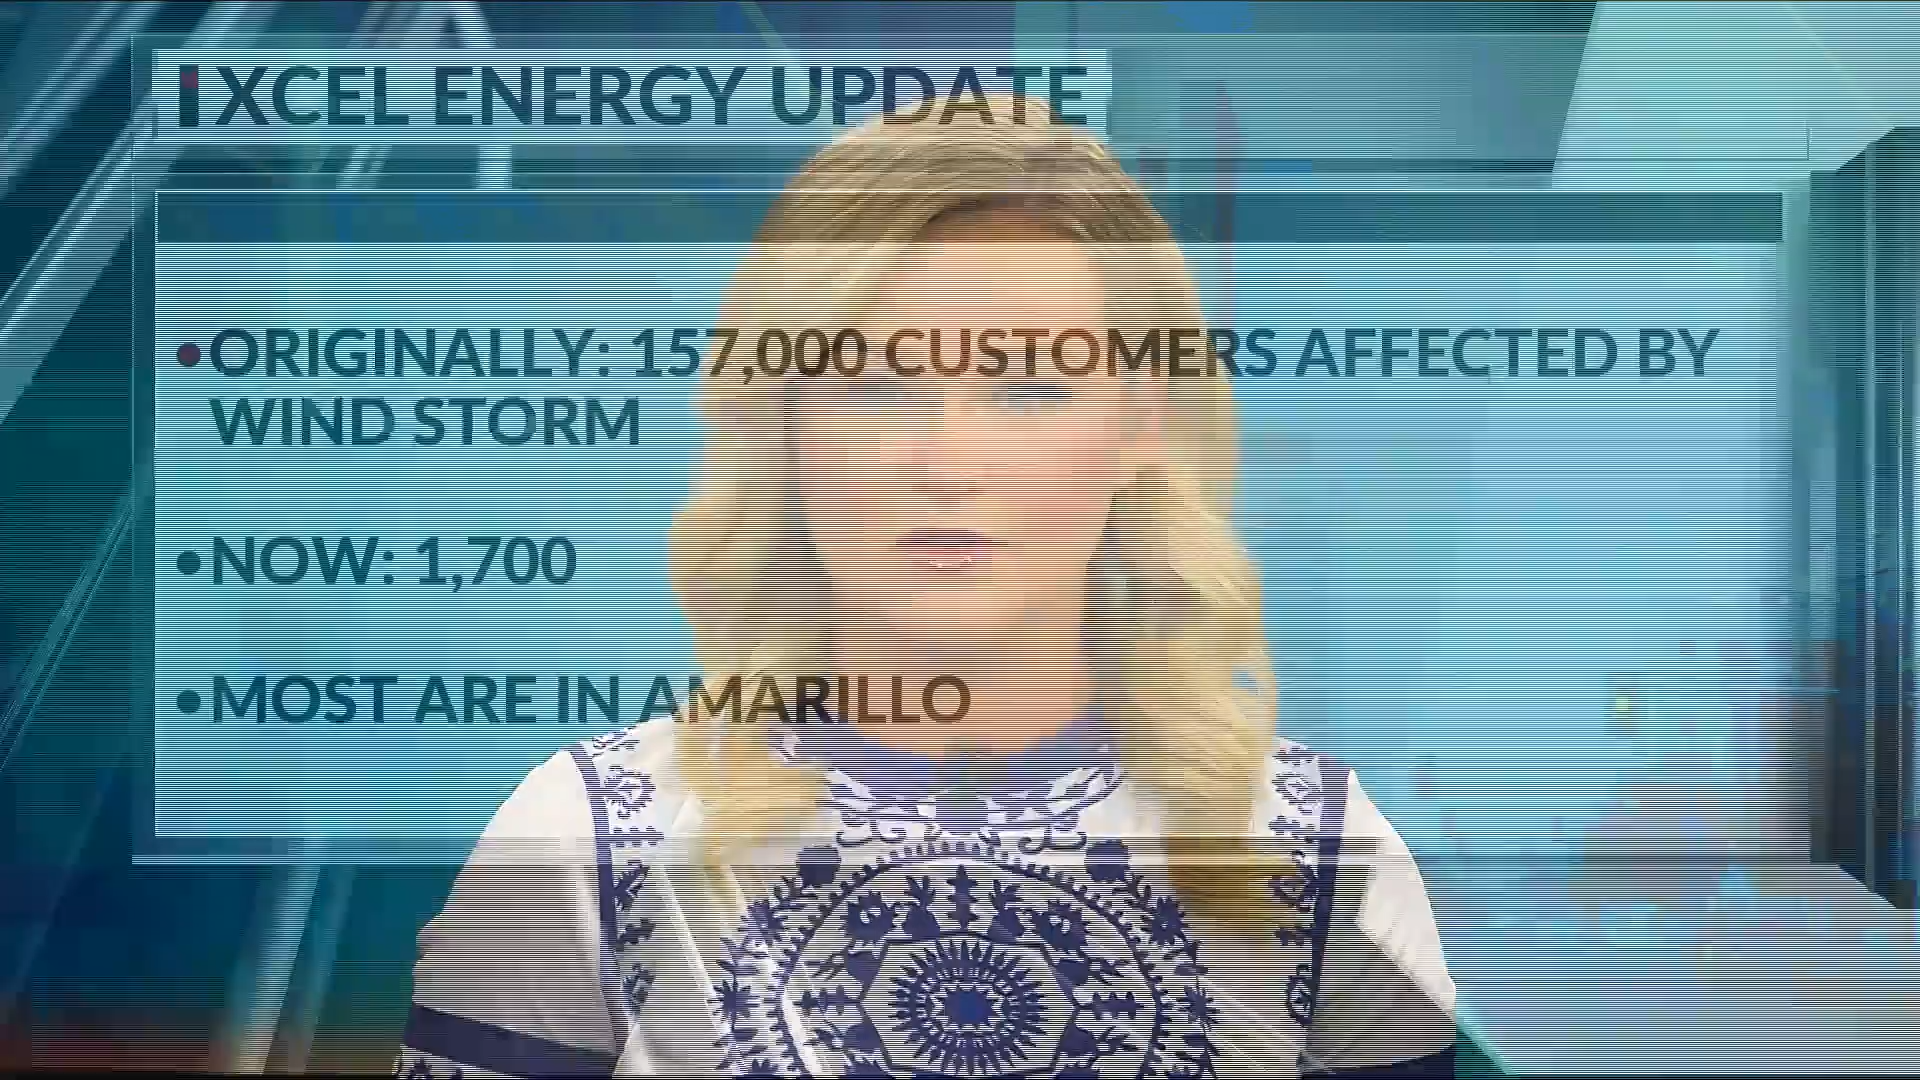 XCEL ENERGY UPDATE
•ORIGINALLY: 157,000 CUSTOMERS AFFECTED BY
WIND STORM
•NOW: 1,700
•MOST ARE IN AMARILLO